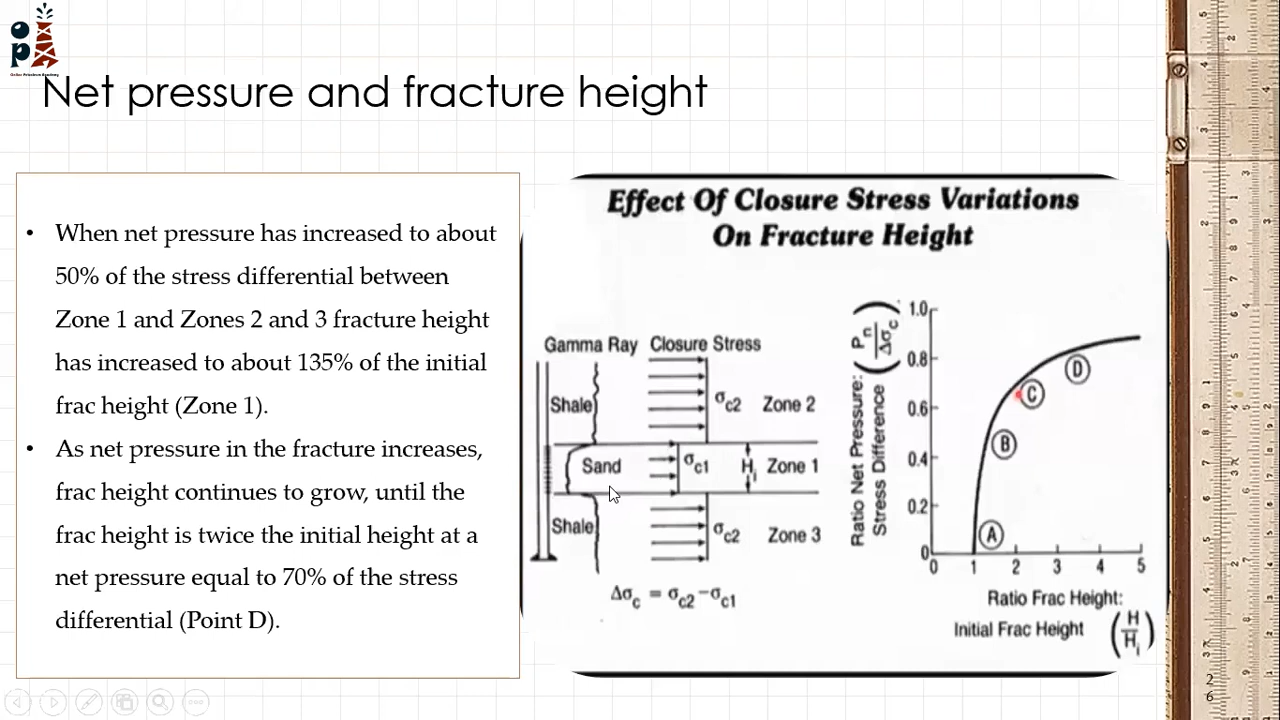 op
Online Petroleum Academy
Net pressure and fracture height
• When net pressure has increased to about
50% of the stress differential between
Zone 1 and Zones 2 and 3 fracture height
has increased to about 135% of the initial
frac height (Zone 1).
• As net pressure in the fracture increases,
frac height continues to grow, until the
frac height is twice the initial height at a
net pressure equal to 70% of the stress
differential (Point D).
Effect Of Closure Stress Variations
On Fracture Height
Gamma Ray Closure Stress
Shale σc2 Zone 2
Sand σc1 Hi Zone 1
Shale σc2 Zone 3
Δσc = σc2 – σc1
Ratio Net Pressure:
Stress Difference
(Pn/Δσc)
1.0
0.8
0.6
0.4
0.2
0
A
B
C
D
0 1 2 3 4 5
Ratio Frac Height:
Initial Frac Height (H/Hi)
2
6